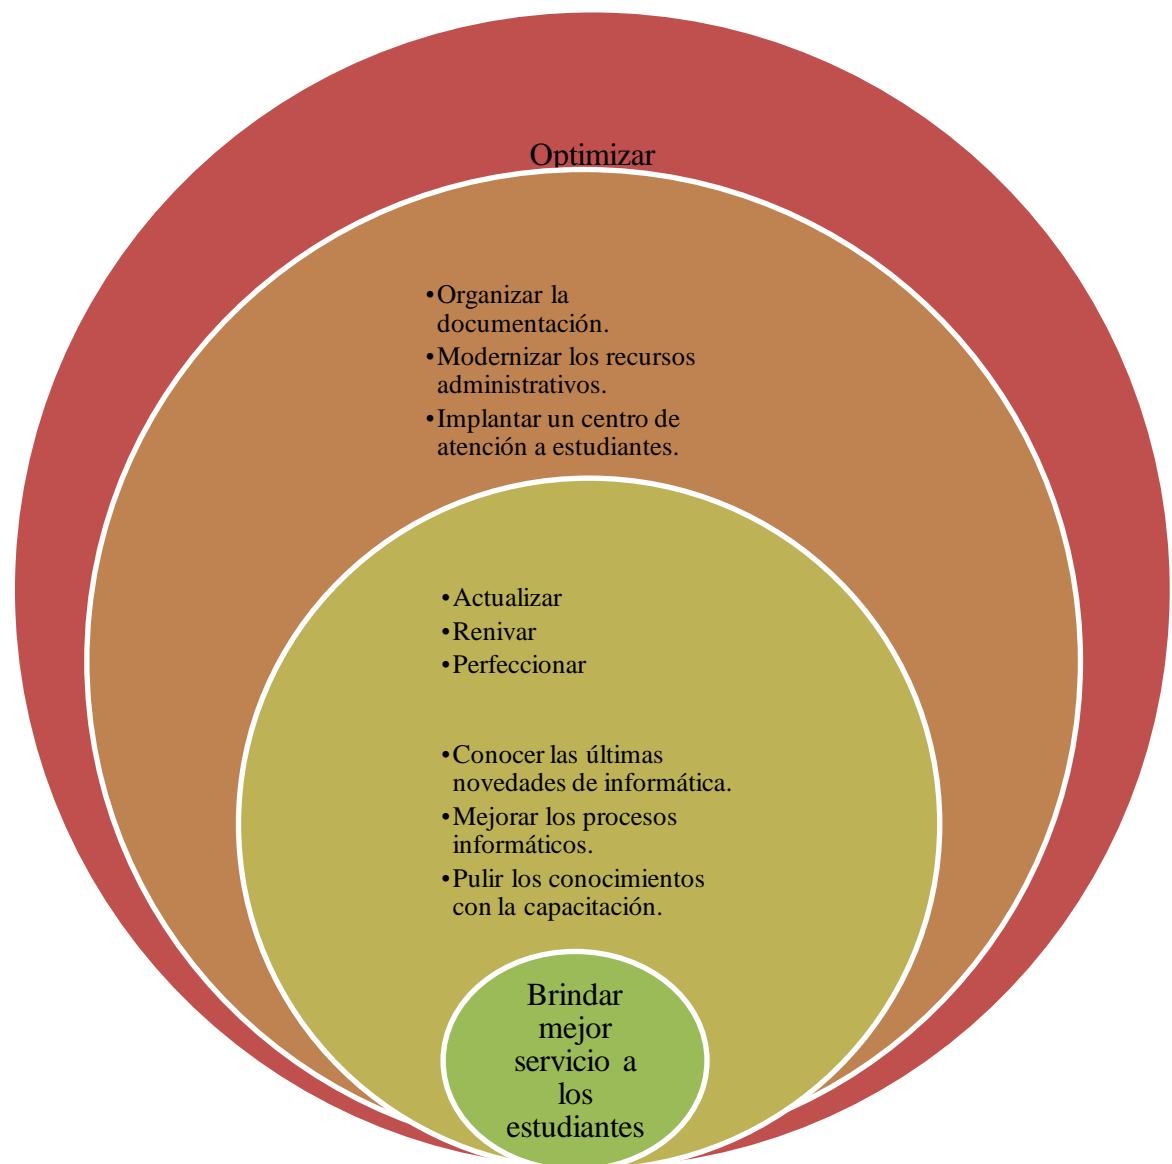 Optimizar
•Organizar la
documentación.
•Modernizar los recursos
administrativos.
•Implantar un centro de
atención a estudiantes.
•Actualizar
•Renivar
•Perfeccionar
•Conocer las últimas
novedades de informática.
•Mejorar los procesos
informáticos.
•Pulir los conocimientos
con la capacitación.
Brindar
mejor
servicio a
los
estudiantes